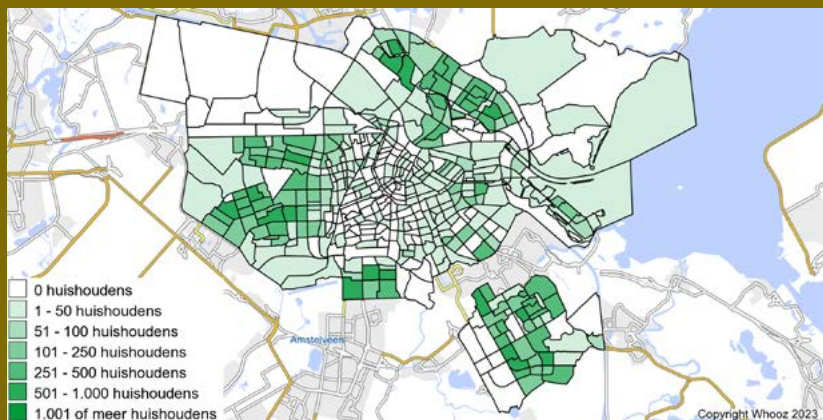 0 huishoudens
1 - 50 huishoudens
51 - 100 huishoudens
101 - 250 huishoudens
251 - 500 huishoudens
501 - 1.000 huishoudens
1.001 of meer huishoudens
Amstelveen
Copyright Whooz 2023